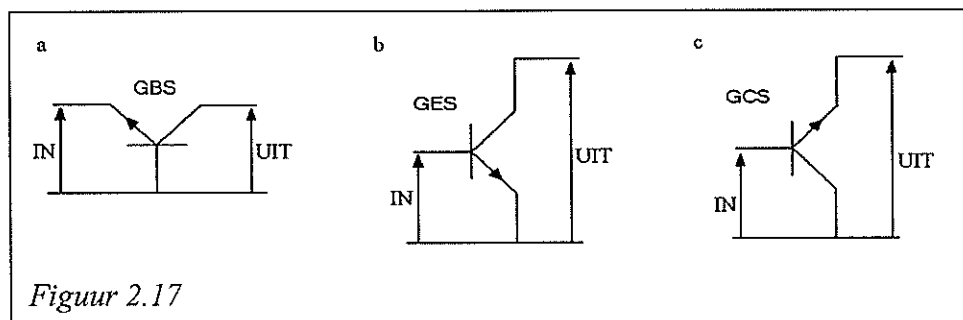 a
GBS
IN
UIT
b
GES
IN
UIT
c
GCS
IN
UIT
Figuur 2.17